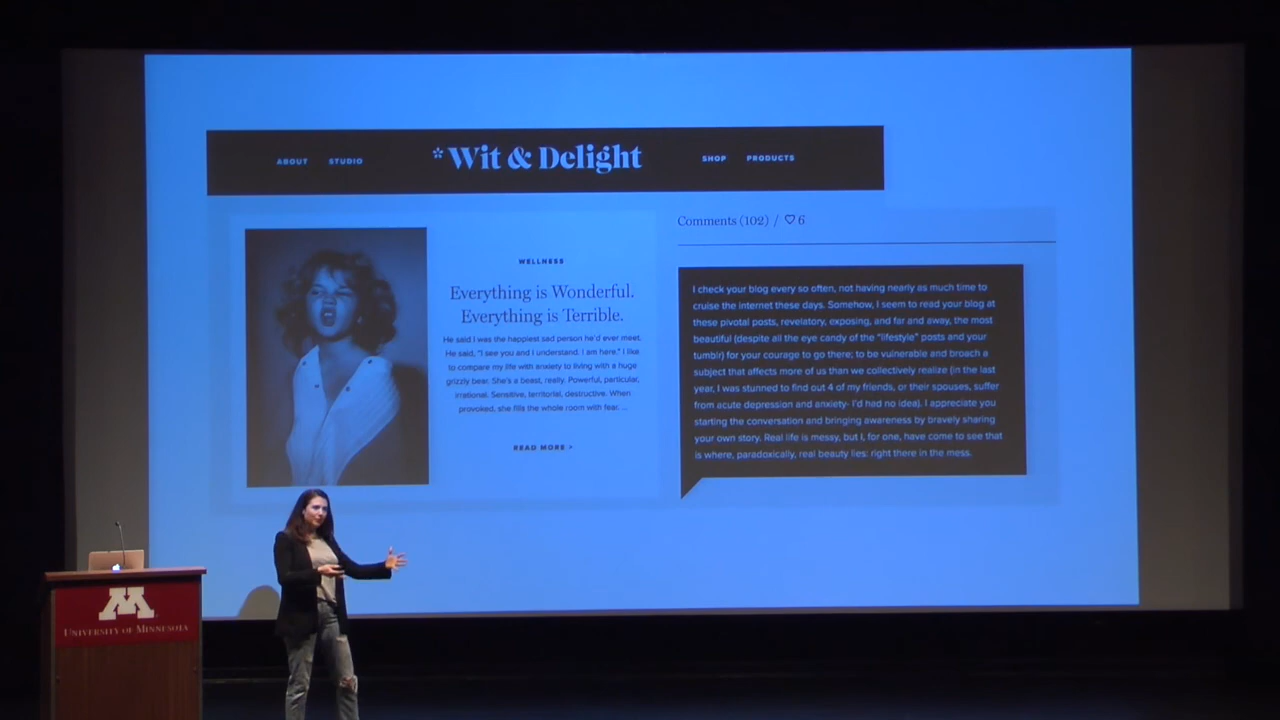 ABOUT STUDIO *Wit & Delight SHOP PRODUCTS
WELLNESS
Everything is Wonderful.
Everything is Terrible.
He said I was the happiest sad person he'd ever meet.
He said, "I see you and I understand. I am here." I like
to compare my life with anxiety to living with a huge
grizzly bear. She's a beast, really. Powerful, particular,
irrational. Sensitive, territorial, destructive. When
provoked, she fills the whole room with fear. ...
READ MORE >
Comments (102) / ♡ 6
I check your blog every so often, not having nearly as much time to
cruise the internet these days. Somehow, I seem to read your blog at
these pivotal posts, revelatory, exposing, and far and away, the most
beautiful (despite all the eye candy of the "lifestyle" posts and your
tumblr) for your courage to go there; to be vulnerable and broach a
subject that affects more of us than we collectively realize (in the last
year, I was stunned to find out 4 of my friends, or their spouses, suffer
from acute depression and anxiety- I'd had no idea). I appreciate you
starting the conversation and bringing awareness by bravely sharing
your own story. Real life is messy, but I, for one, have come to see that
is where, paradoxically, real beauty lies: right there in the mess.
M
UNIVERSITY OF MINNESOTA